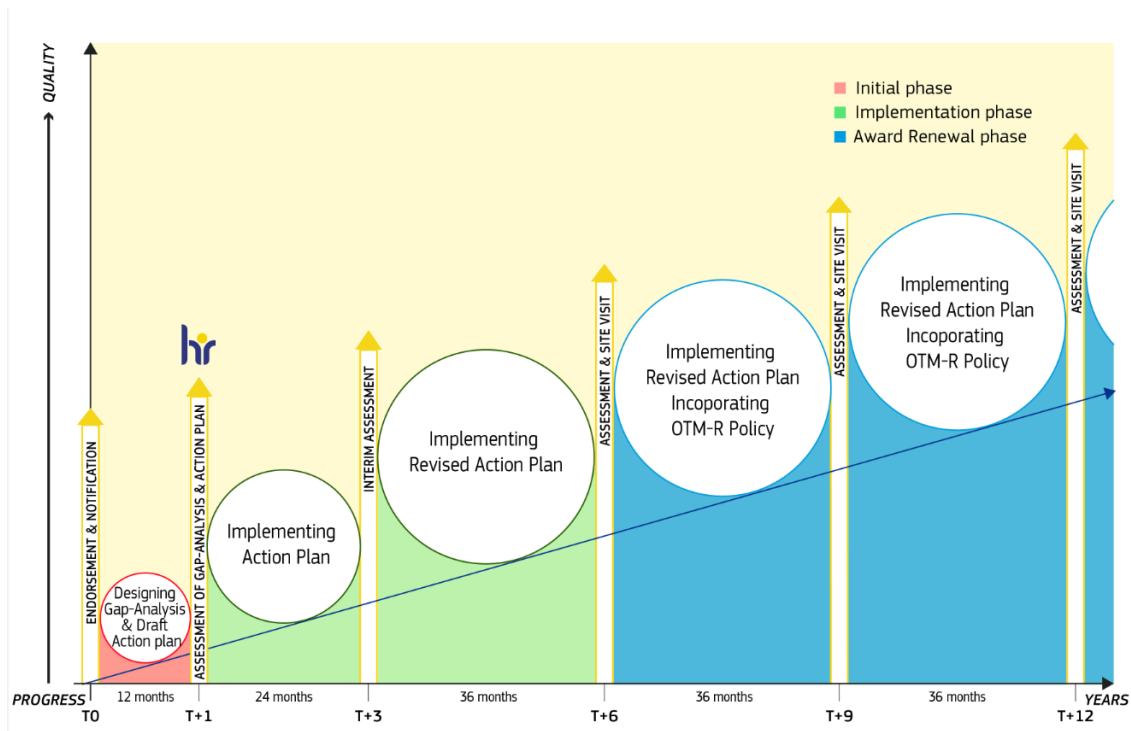 QUALITY
Initial phase
Implementation phase
Award Renewal phase
hr
ENDORSEMENT & NOTIFICATION
Designing
Gap-Analysis
& Draft
Action plan
ASSESSMENT OF GAP-ANALYSIS & ACTION PLAN
Implementing
Action Plan
INTERIM ASSESSMENT
Implementing
Revised Action Plan
ASSESSMENT & SITE VISIT
Implementing
Revised Action Plan
Incoporating
OTM-R Policy
ASSESSMENT & SITE VISIT
Implementing
Revised Action Plan
Incoporating
OTM-R Policy
ASSESSMENT & SITE VISIT
PROGRESS
12 months
24 months
36 months
36 months
36 months
YEARS
T0
T+1
T+3
T+6
T+9
T+12